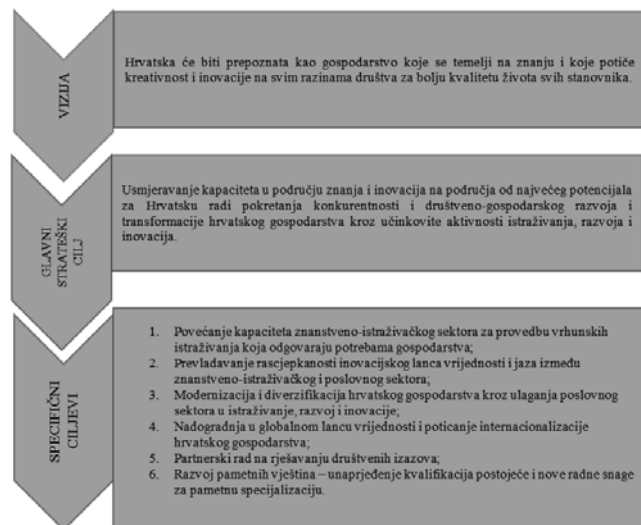 VIZIJA
Hrvatska će biti prepoznata kao gospodarstvo koje se temelji na znanju i koje potiče
kreativnost i inovacije na svim razinama društva za bolju kvalitetu života svih stanovnika.
GLAVNI
STRATEŠKI
CILJ
Usmjeravanje kapaciteta u području znanja i inovacija na područja od najvećeg potencijala
za Hrvatsku radi pokretanja konkurentnosti i društveno-gospodarskog razvoja i
transformacije hrvatskog gospodarstva kroz učinkovite aktivnosti istraživanja, razvoja i
inovacija.
SPECIFIČNI
CILJEVI
1. Povećanje kapaciteta znanstveno-istraživačkog sektora za provedbu vrhunskih
istraživanja koja odgovaraju potrebama gospodarstva;
2. Prevladavanje rascjepkanosti inovacijskog lanca vrijednosti i jaza između
znanstveno-istraživačkog i poslovnog sektora;
3. Modernizacija i diverzifikacija hrvatskog gospodarstva kroz ulaganja poslovnog
sektora u istraživanje, razvoj i inovacije;
4. Nadogradnja u globalnom lancu vrijednosti i poticanje internacionalizacije
hrvatskog gospodarstva;
5. Partnerski rad na rješavanju društvenih izazova;
6. Razvoj pametnih vještina – unaprjeđenje kvalifikacija postojeće i nove radne snage
za pametnu specijalizaciju.